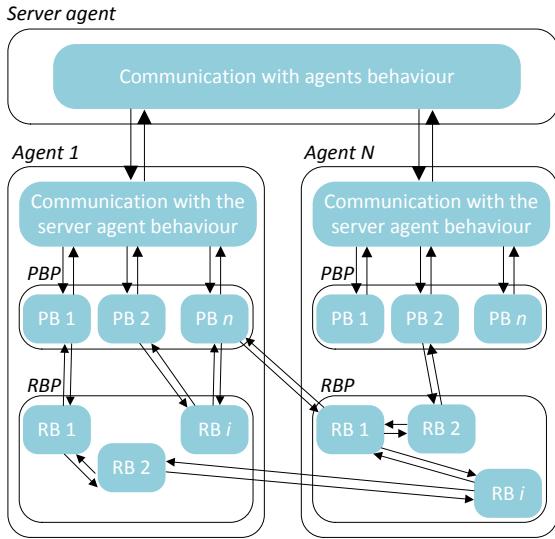 Server agent
Communication with agents behaviour
Agent 1
Communication with the
server agent behaviour
PBP
PB 1
PB 2
PB n
RBP
RB 1
RB 2
RB i
Agent N
Communication with the
server agent behaviour
PBP
PB 1
PB 2
PB n
RBP
RB 1
RB 2
RB i